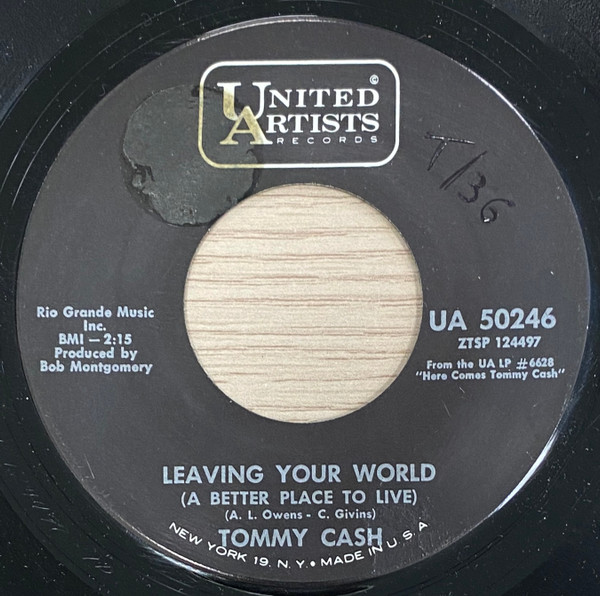 ©
UNITED
ARTISTS
RECORDS
T/36
Rio Grande Music
Inc.
BMI — 2:15
Produced by
Bob Montgomery
UA 50246
ZTSP 124497
From the UA LP #6628
"Here Comes Tommy Cash"
LEAVING YOUR WORLD
(A BETTER PLACE TO LIVE)
(A. L. Owens - C. Givins)
TOMMY CASH
NEW YORK 19, N. Y. • MADE IN U S A